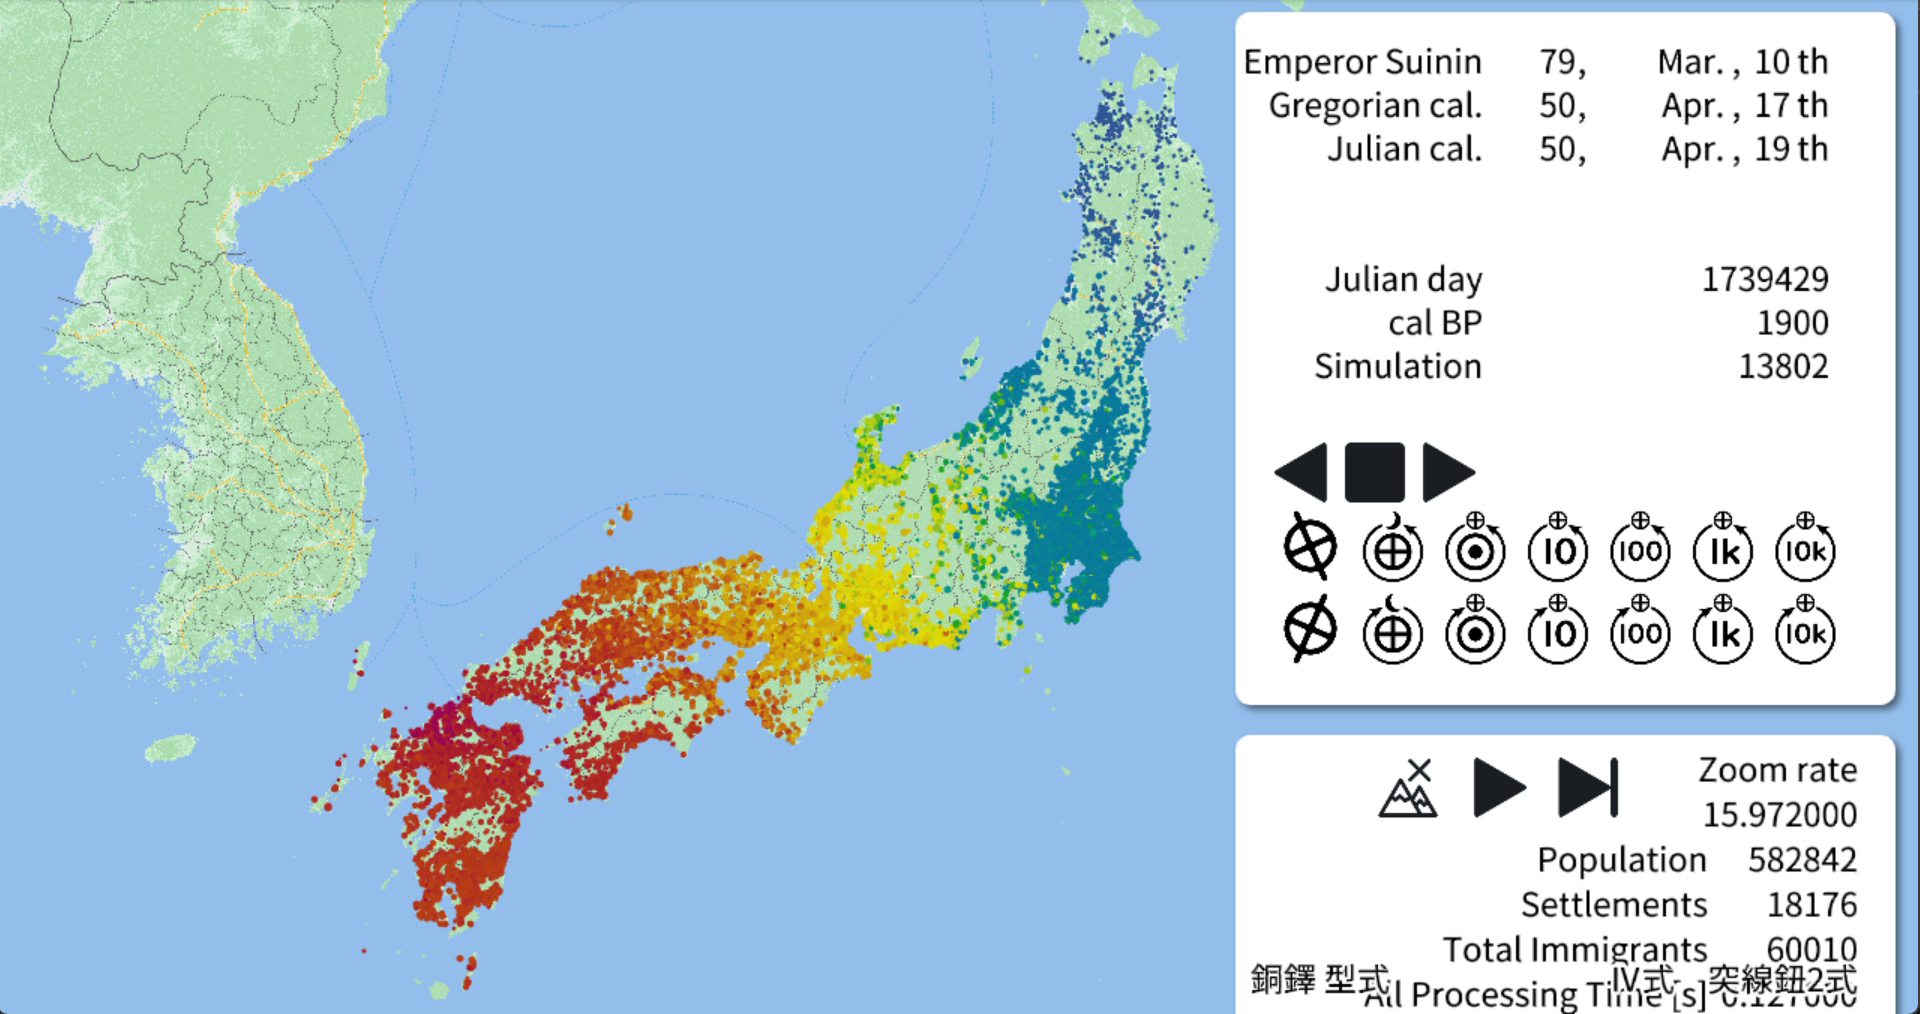 Emperor Suinin 79, Mar. , 10 th
Gregorian cal. 50, Apr. , 17 th
Julian cal. 50, Apr. , 19 th
Julian day 1739429
cal BP 1900
Simulation 13802
10 100 1k 10k
10 100 1k 10k
Zoom rate
15.972000
Population 582842
Settlements 18176
Total Immigrants 60010
銅鐸 型式 IV式 突線鈕2式
All Processing Time [s] 0.127000